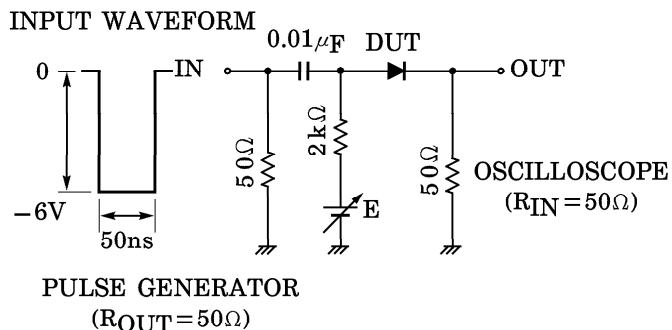 INPUT WAVEFORM
0.01μF
DUT
0
IN
OUT
50Ω
2kΩ
50Ω
OSCILLOSCOPE
(RIN=50Ω)
E
−6V
50ns
PULSE GENERATOR
(ROUT=50Ω)